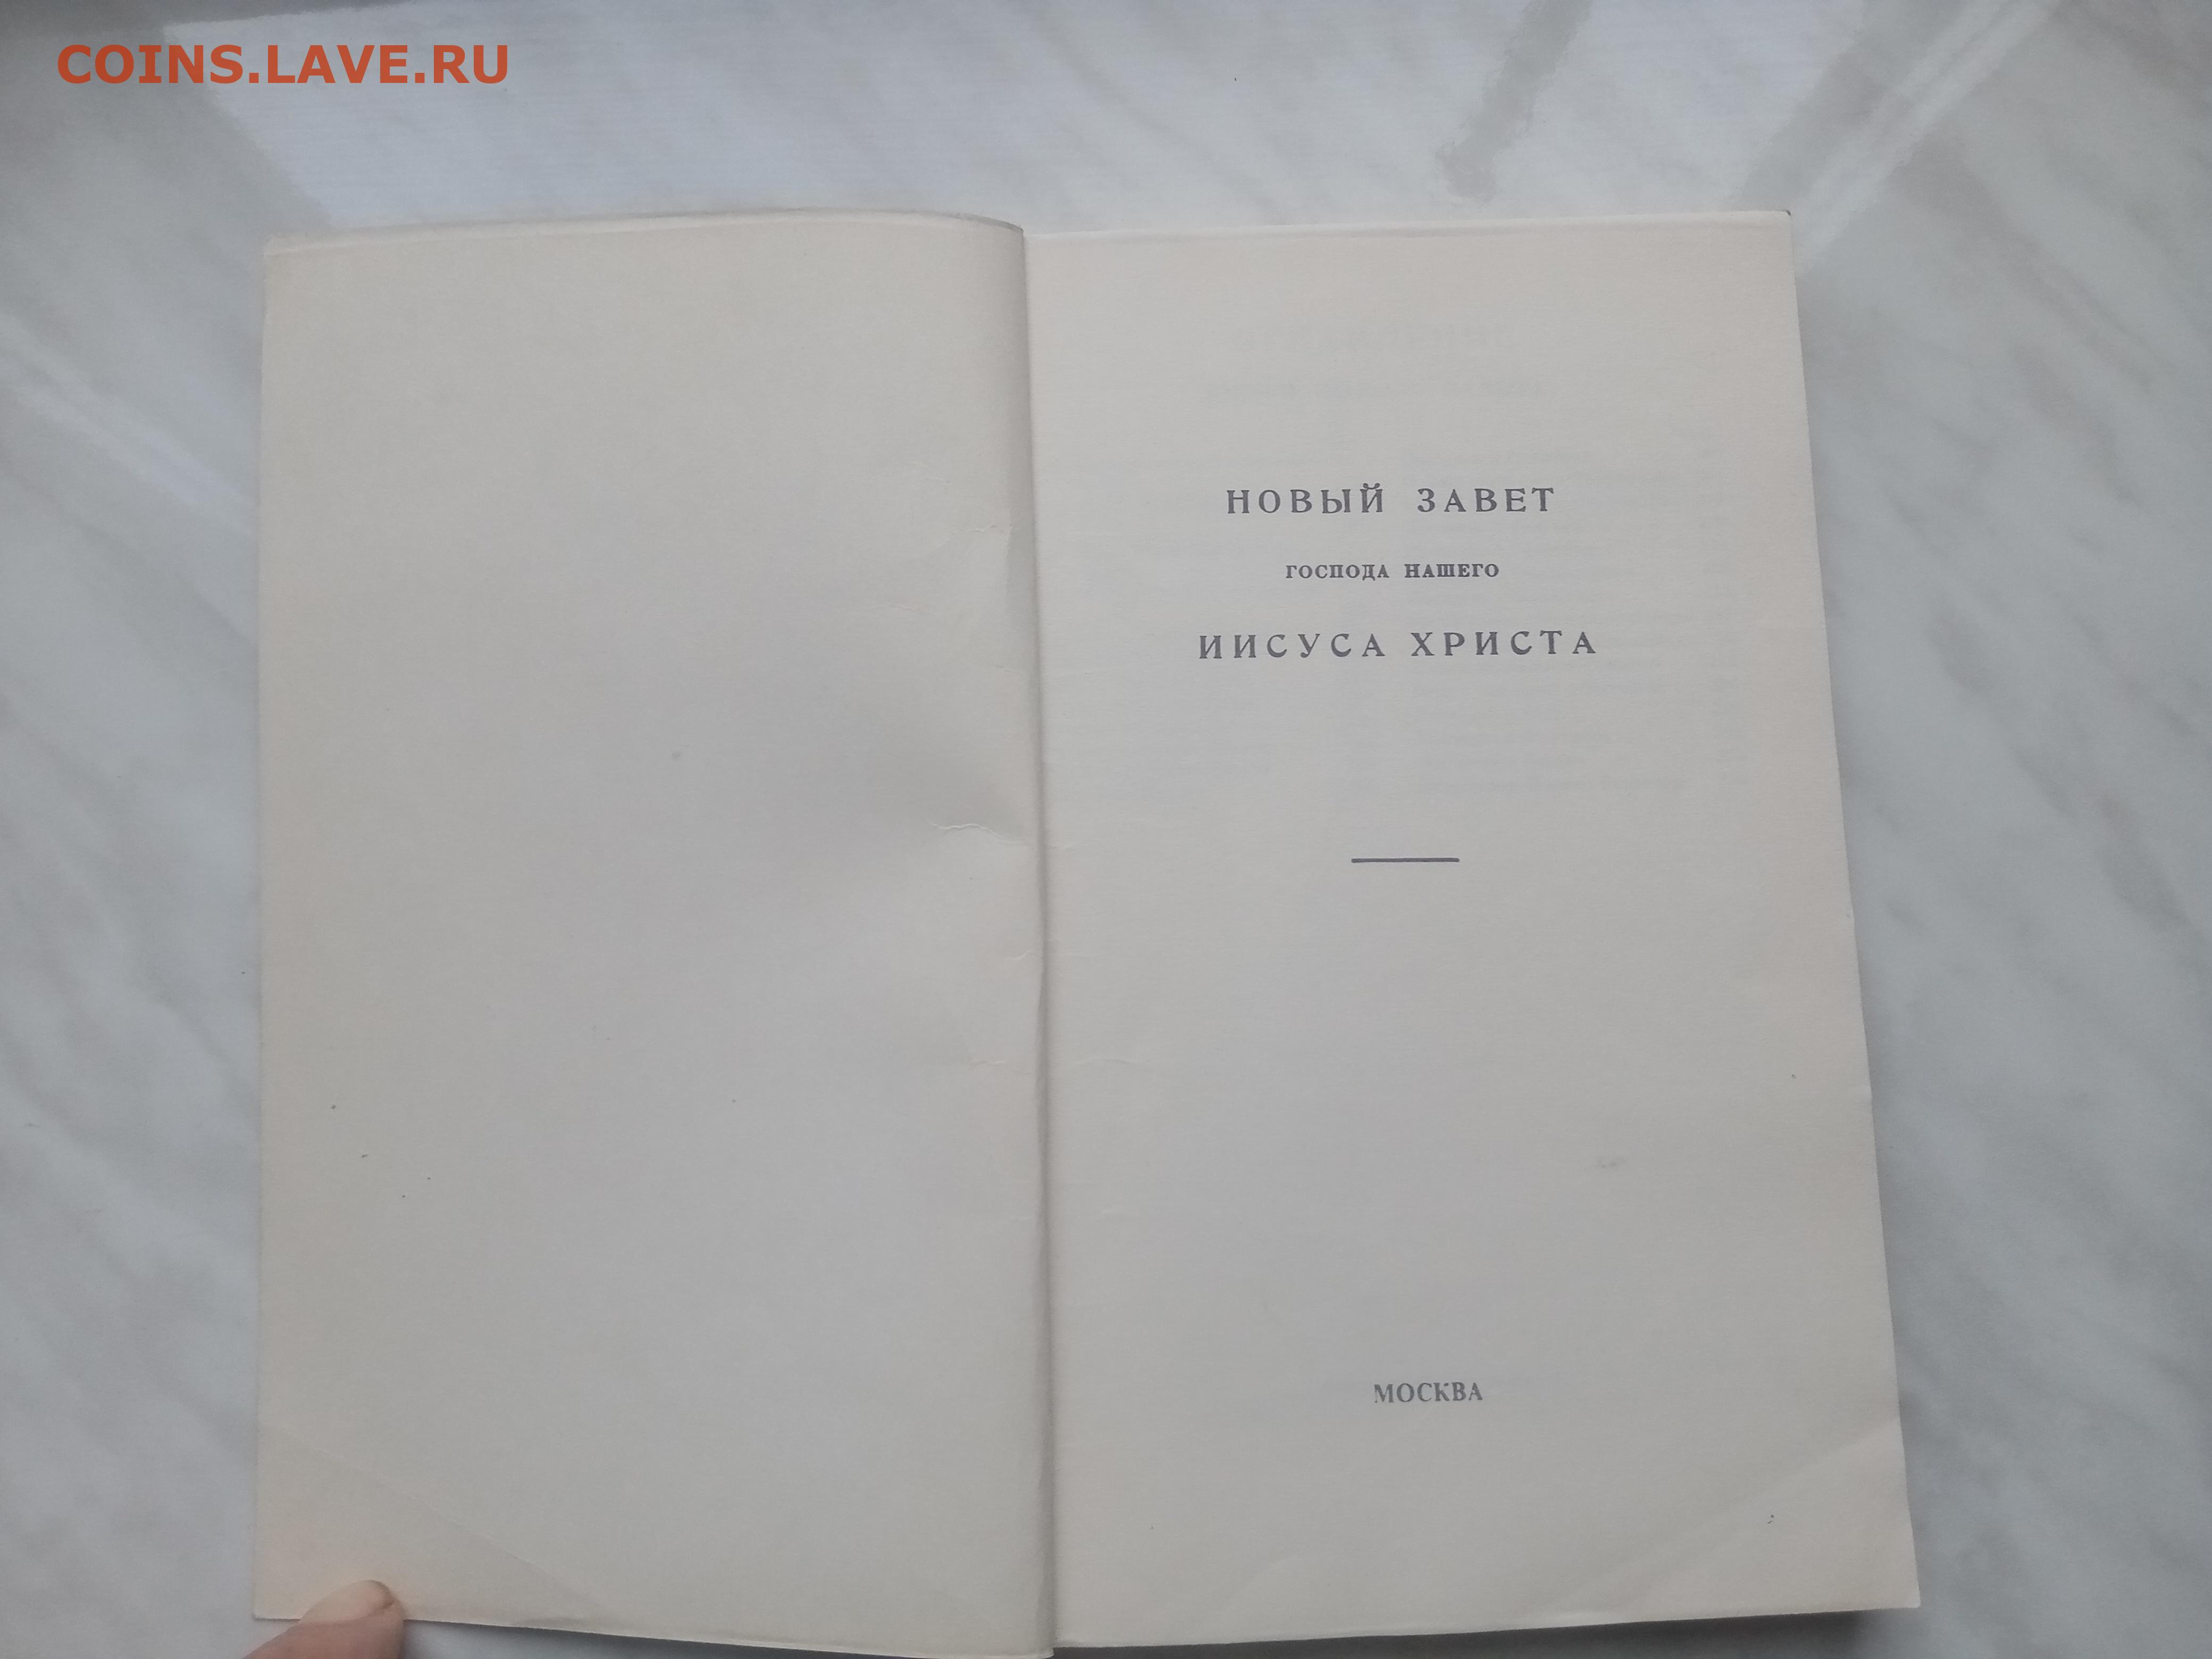 COINS.LAVE.RU
НОВЫЙ ЗАВЕТ
ГОСПОДА НАШЕГО
ИИСУСА ХРИСТА
МОСКВА